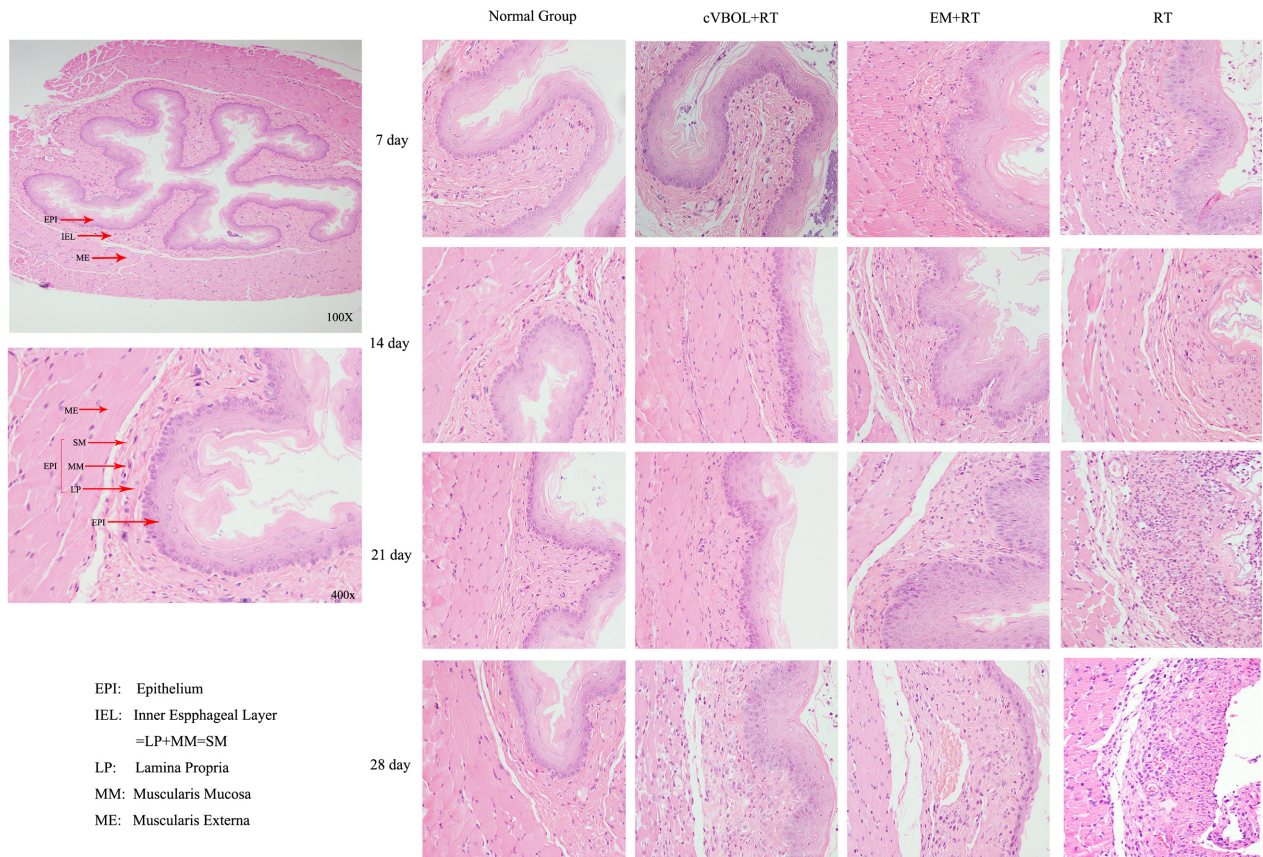 Normal Group
cVBOL+RT
EM+RT
RT
EPI
IEL
ME
100X
7 day
14 day
ME
SM
EPI
MM
LP
EPI
400x
21 day
28 day
EPI: Epithelium
IEL: Inner Espphageal Layer
=LP+MM=SM
LP: Lamina Propria
MM: Muscularis Mucosa
ME: Muscularis Externa